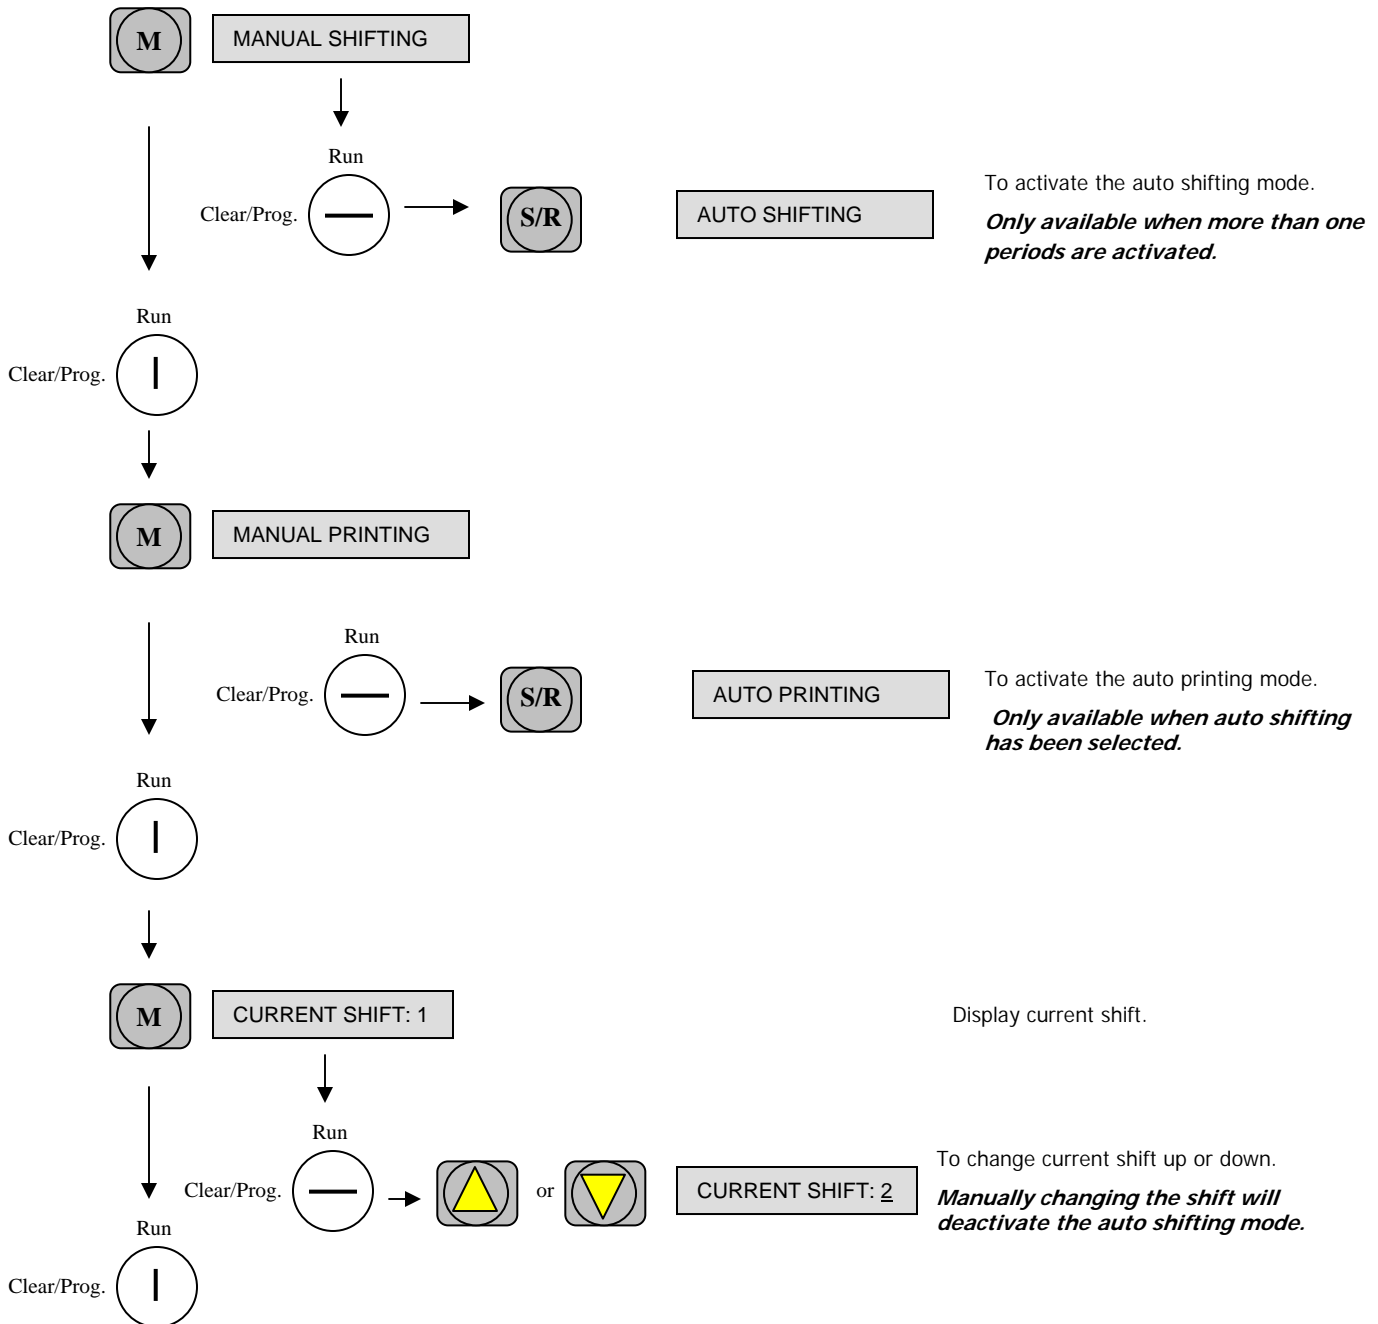 M MANUAL SHIFTING
Run
Clear/Prog. S/R AUTO SHIFTING
To activate the auto shifting mode.
Only available when more than one
periods are activated.
Run
Clear/Prog.
M MANUAL PRINTING
Run
Clear/Prog. S/R AUTO PRINTING
To activate the auto printing mode.
Only available when auto shifting
has been selected.
Run
Clear/Prog.
M CURRENT SHIFT: 1 Display current shift.
Run
Clear/Prog. or CURRENT SHIFT: 2
To change current shift up or down.
Manually changing the shift will
deactivate the auto shifting mode.
Run
Clear/Prog.